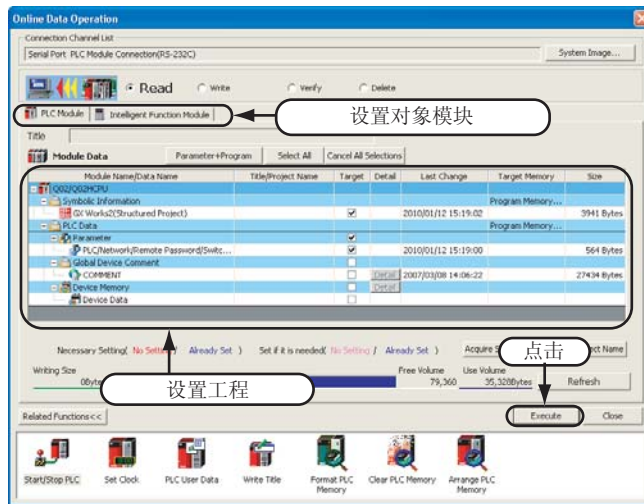 Online Data Operation
Connection Channel List
Serial Port PLC Module Connection(RS-232C)
System Image...
Read
Write
Verify
Delete
PLC Module
Intelligent Function Module
设置对象模块
Title
Module Data
Parameter+Program
Select All
Cancel All Selections
Module Name/Data Name Title/Project Name Target Detail Last Change Target Memory Size
Q02/Q02HCPU
Symbolic Information Program Memory...
GX Works2(Structured Project) 2010/01/12 15:19:02 3941 Bytes
PLC Data Program Memory...
Parameter
PLC/Network/Remote Password/Switc... 2010/01/12 15:19:00 564 Bytes
Global Device Comment
COMMENT Detail 2007/03/08 14:06:22 27434 Bytes
Device Memory Detail
Device Data
Necessary Setting( No Setting / Already Set ) Set if it is needed( No Setting / Already Set )
点击
Writing Size Free Volume Use Volume
0Byte 79,360 35,328Bytes Refresh
设置工程
Related Functions<<
Execute
Close
Start/Stop PLC
Set Clock
PLC User Data
Write Title
Format PLC Memory
Clear PLC Memory
Arrange PLC Memory